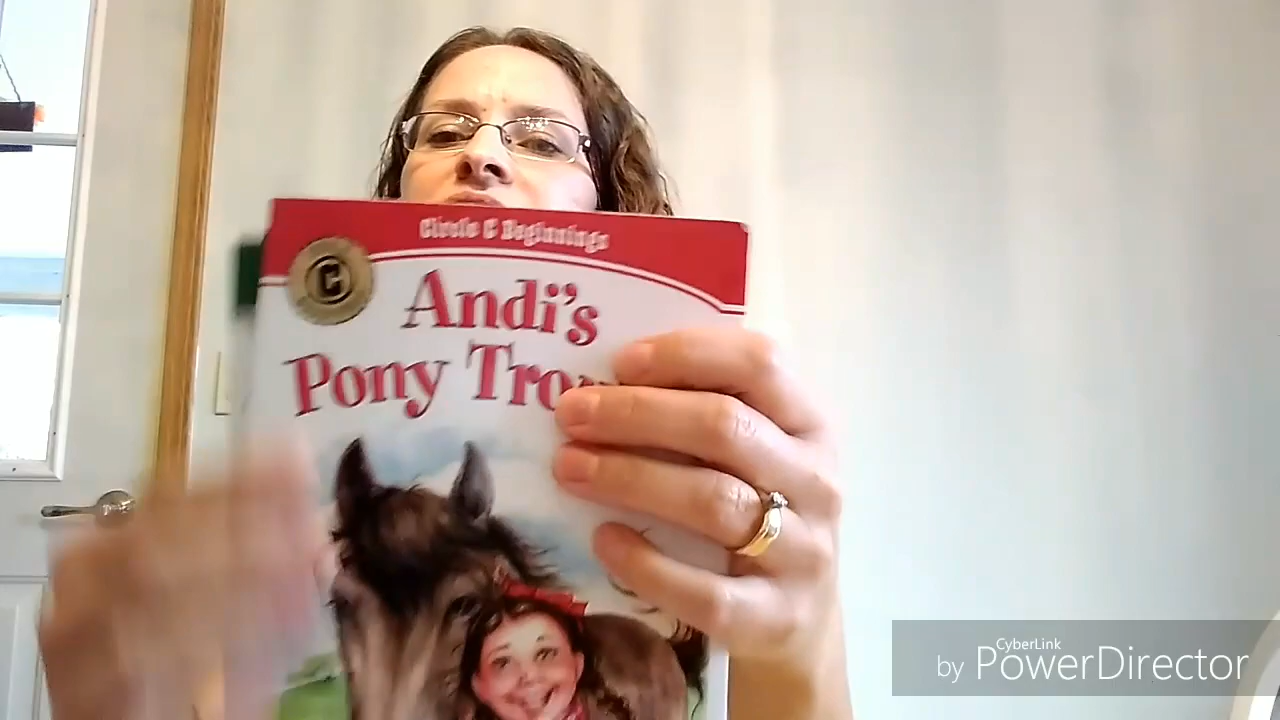 Circle C Beginnings
C
Andi's
Pony Tro
CyberLink
by PowerDirector